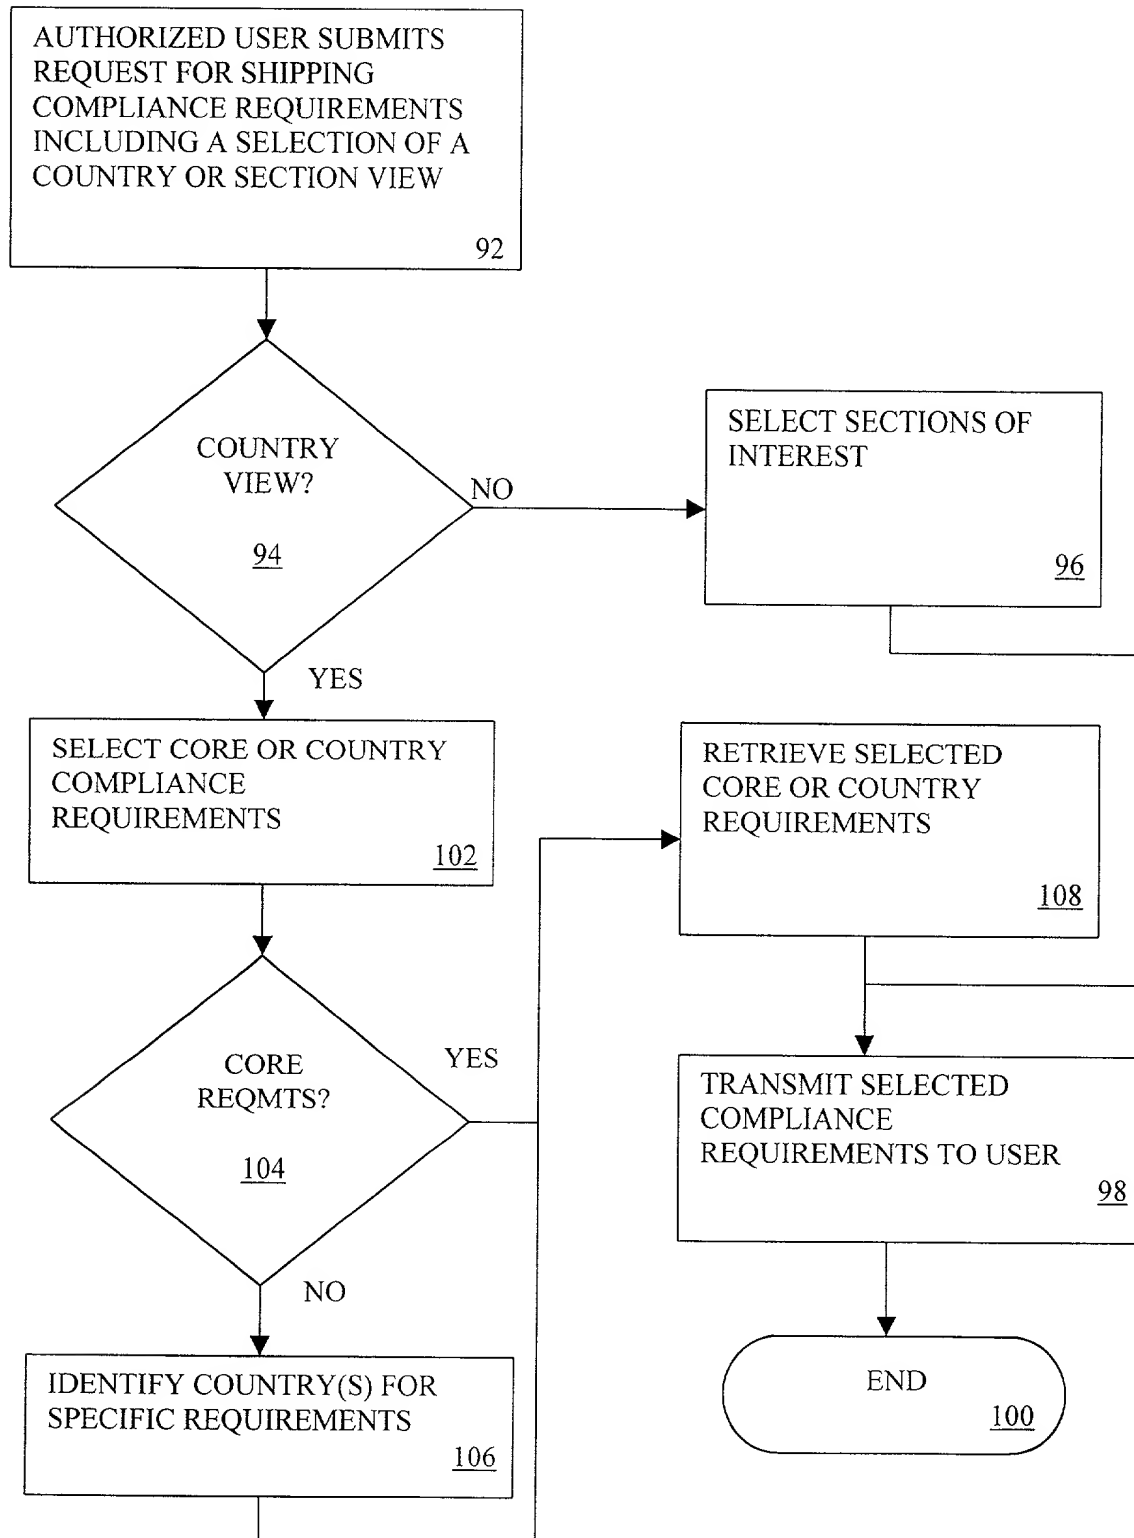 AUTHORIZED USER SUBMITS
REQUEST FOR SHIPPING
COMPLIANCE REQUIREMENTS
INCLUDING A SELECTION OF A
COUNTRY OR SECTION VIEW
92
COUNTRY
VIEW?
94
NO
SELECT SECTIONS OF
INTEREST
96
YES
SELECT CORE OR COUNTRY
COMPLIANCE
REQUIREMENTS
102
RETRIEVE SELECTED
CORE OR COUNTRY
REQUIREMENTS
108
CORE
REQMTS?
104
YES
NO
TRANSMIT SELECTED
COMPLIANCE
REQUIREMENTS TO USER
98
IDENTIFY COUNTRY(S) FOR
SPECIFIC REQUIREMENTS
106
END
100